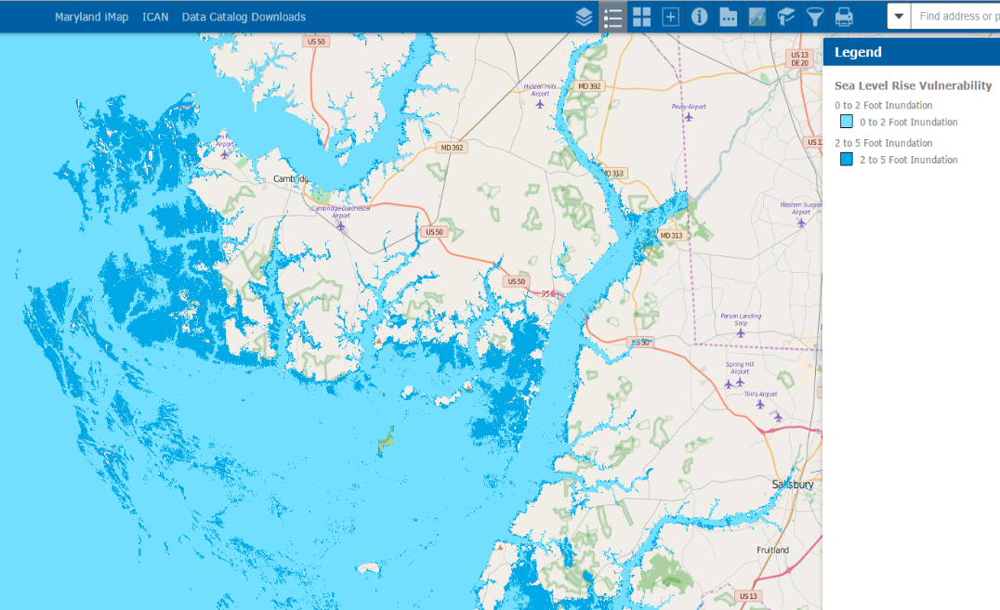 Maryland iMap ICAN Data Catalog Downloads
Find address or p
Legend
Sea Level Rise Vulnerability
0 to 2 Foot Inundation
0 to 2 Foot Inundation
2 to 5 Foot Inundation
2 to 5 Foot Inundation
US 50
US 13
DE 20
MD 392
Hidden Hills
Airport
Pevey Airport
US 1
MD 392
Airport
MD 313
Cambridg
Cambridge-Dorchester
Airport
Western Sussex
Airport
US 50
MD 313
US 50
95
Parson Landing
Strip
US 50
Spring Hill
Airport
Tim's Airport
Salisbury
Fruitland
US 13